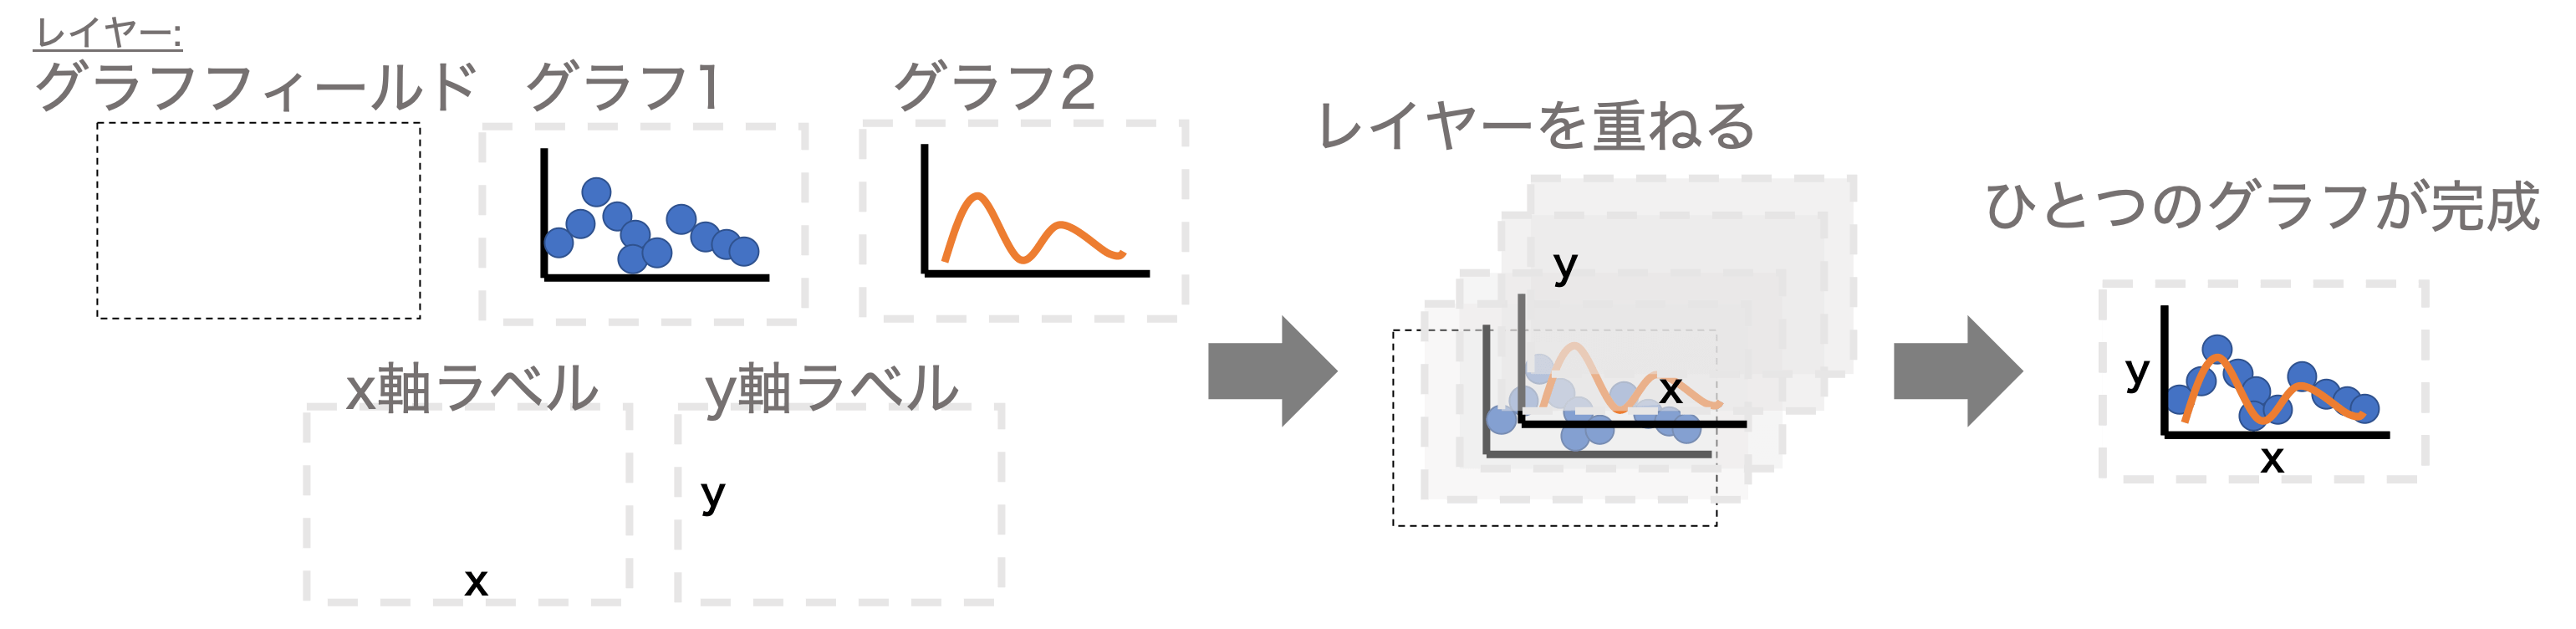 レイヤー:
グラフフィールド
グラフ1
グラフ2
x軸ラベル
y軸ラベル
x
y
レイヤーを重ねる
y
x
ひとつのグラフが完成
y
x